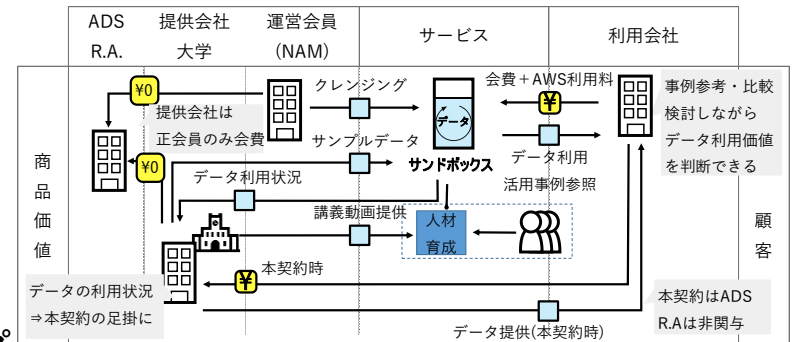 ADS
R.A.
提供会社
大学
運営会員
(NAM)
サービス
利用会社
商品価値
顧客
¥0
提供会社は
正会員のみ会費
¥0
クレンジング
サンプルデータ
データ
サンドボックス
会費＋AWS利用料
¥
データ利用
活用事例参照
事例参考・比較
検討しながら
データ利用価値
を判断できる
データ利用状況
講義動画提供
人材
育成
¥
本契約時
データの利用状況
⇒本契約の足掛に
データ提供(本契約時)
本契約はADS
R.Aは非関与